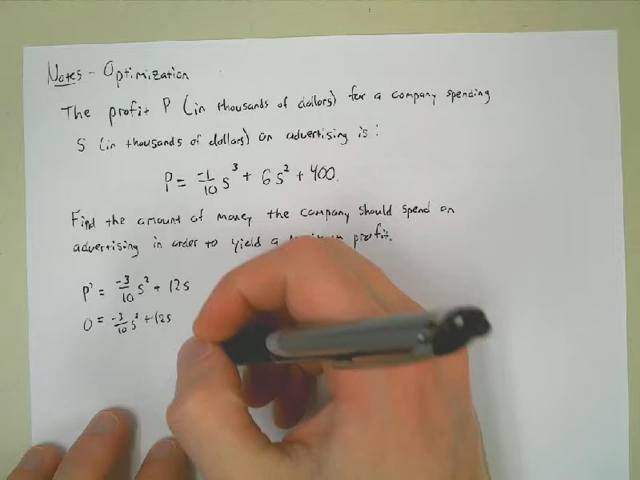 Notes - Optimization
The profit P (in thousands of dollars) for a company spending
S (in thousands of dollars) on advertising is:
P = -1/10 s³ + 6s² + 400.
Find the amount of money the company should spend on
advertising in order to yield a profit.
P' = -3/10 s² + 12s
0 = -3/10 s² + 12s